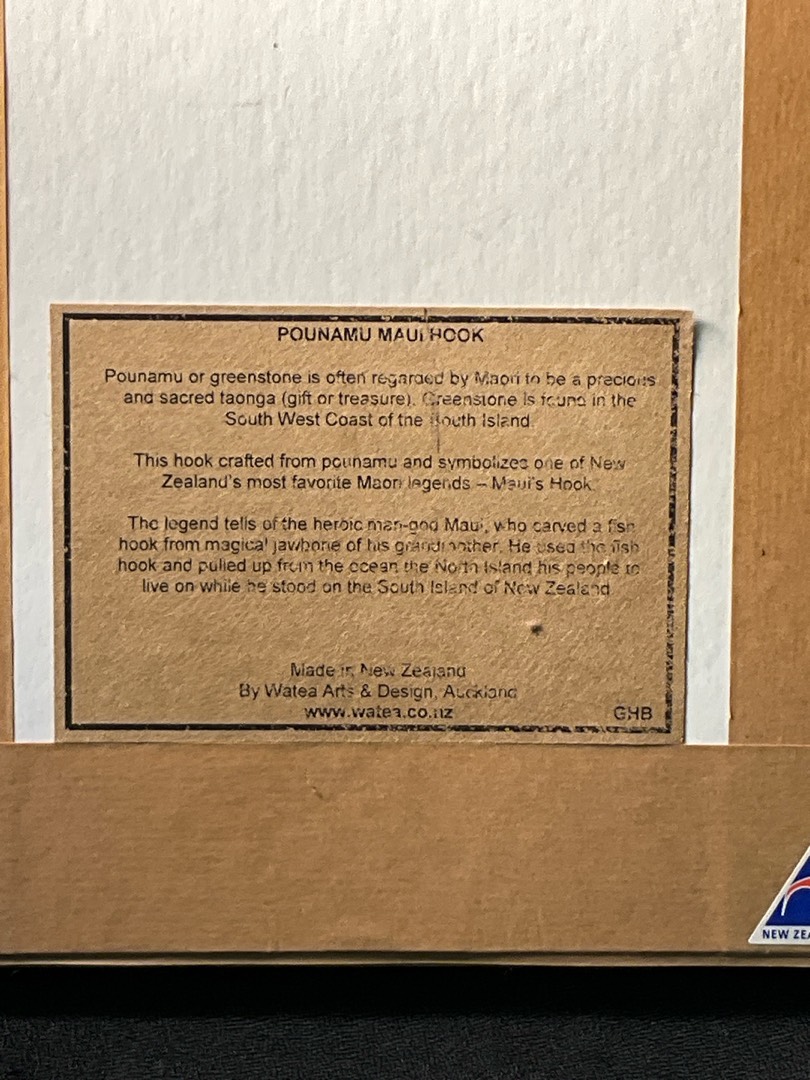 POUNAMU MAUI HOOK
Pounamu or greenstone is often regarded by Maori to be a precious
and sacred taonga (gift or treasure). Greenstone is found in the
South West Coast of the South Island.
This hook crafted from pounamu and symbolizes one of New
Zealand's most favorite Maori legends – Maui's Hook.
The legend tells of the heroic man-god Maui, who carved a fish
hook from magical jawbone of his grandmother. He used the fish
hook and pulled up from the ocean the North Island his people to
live on while he stood on the South Island of New Zealand.
Made in New Zealand
By Watea Arts & Design, Auckland
www.watea.co.nz
GHB
NEW ZEA